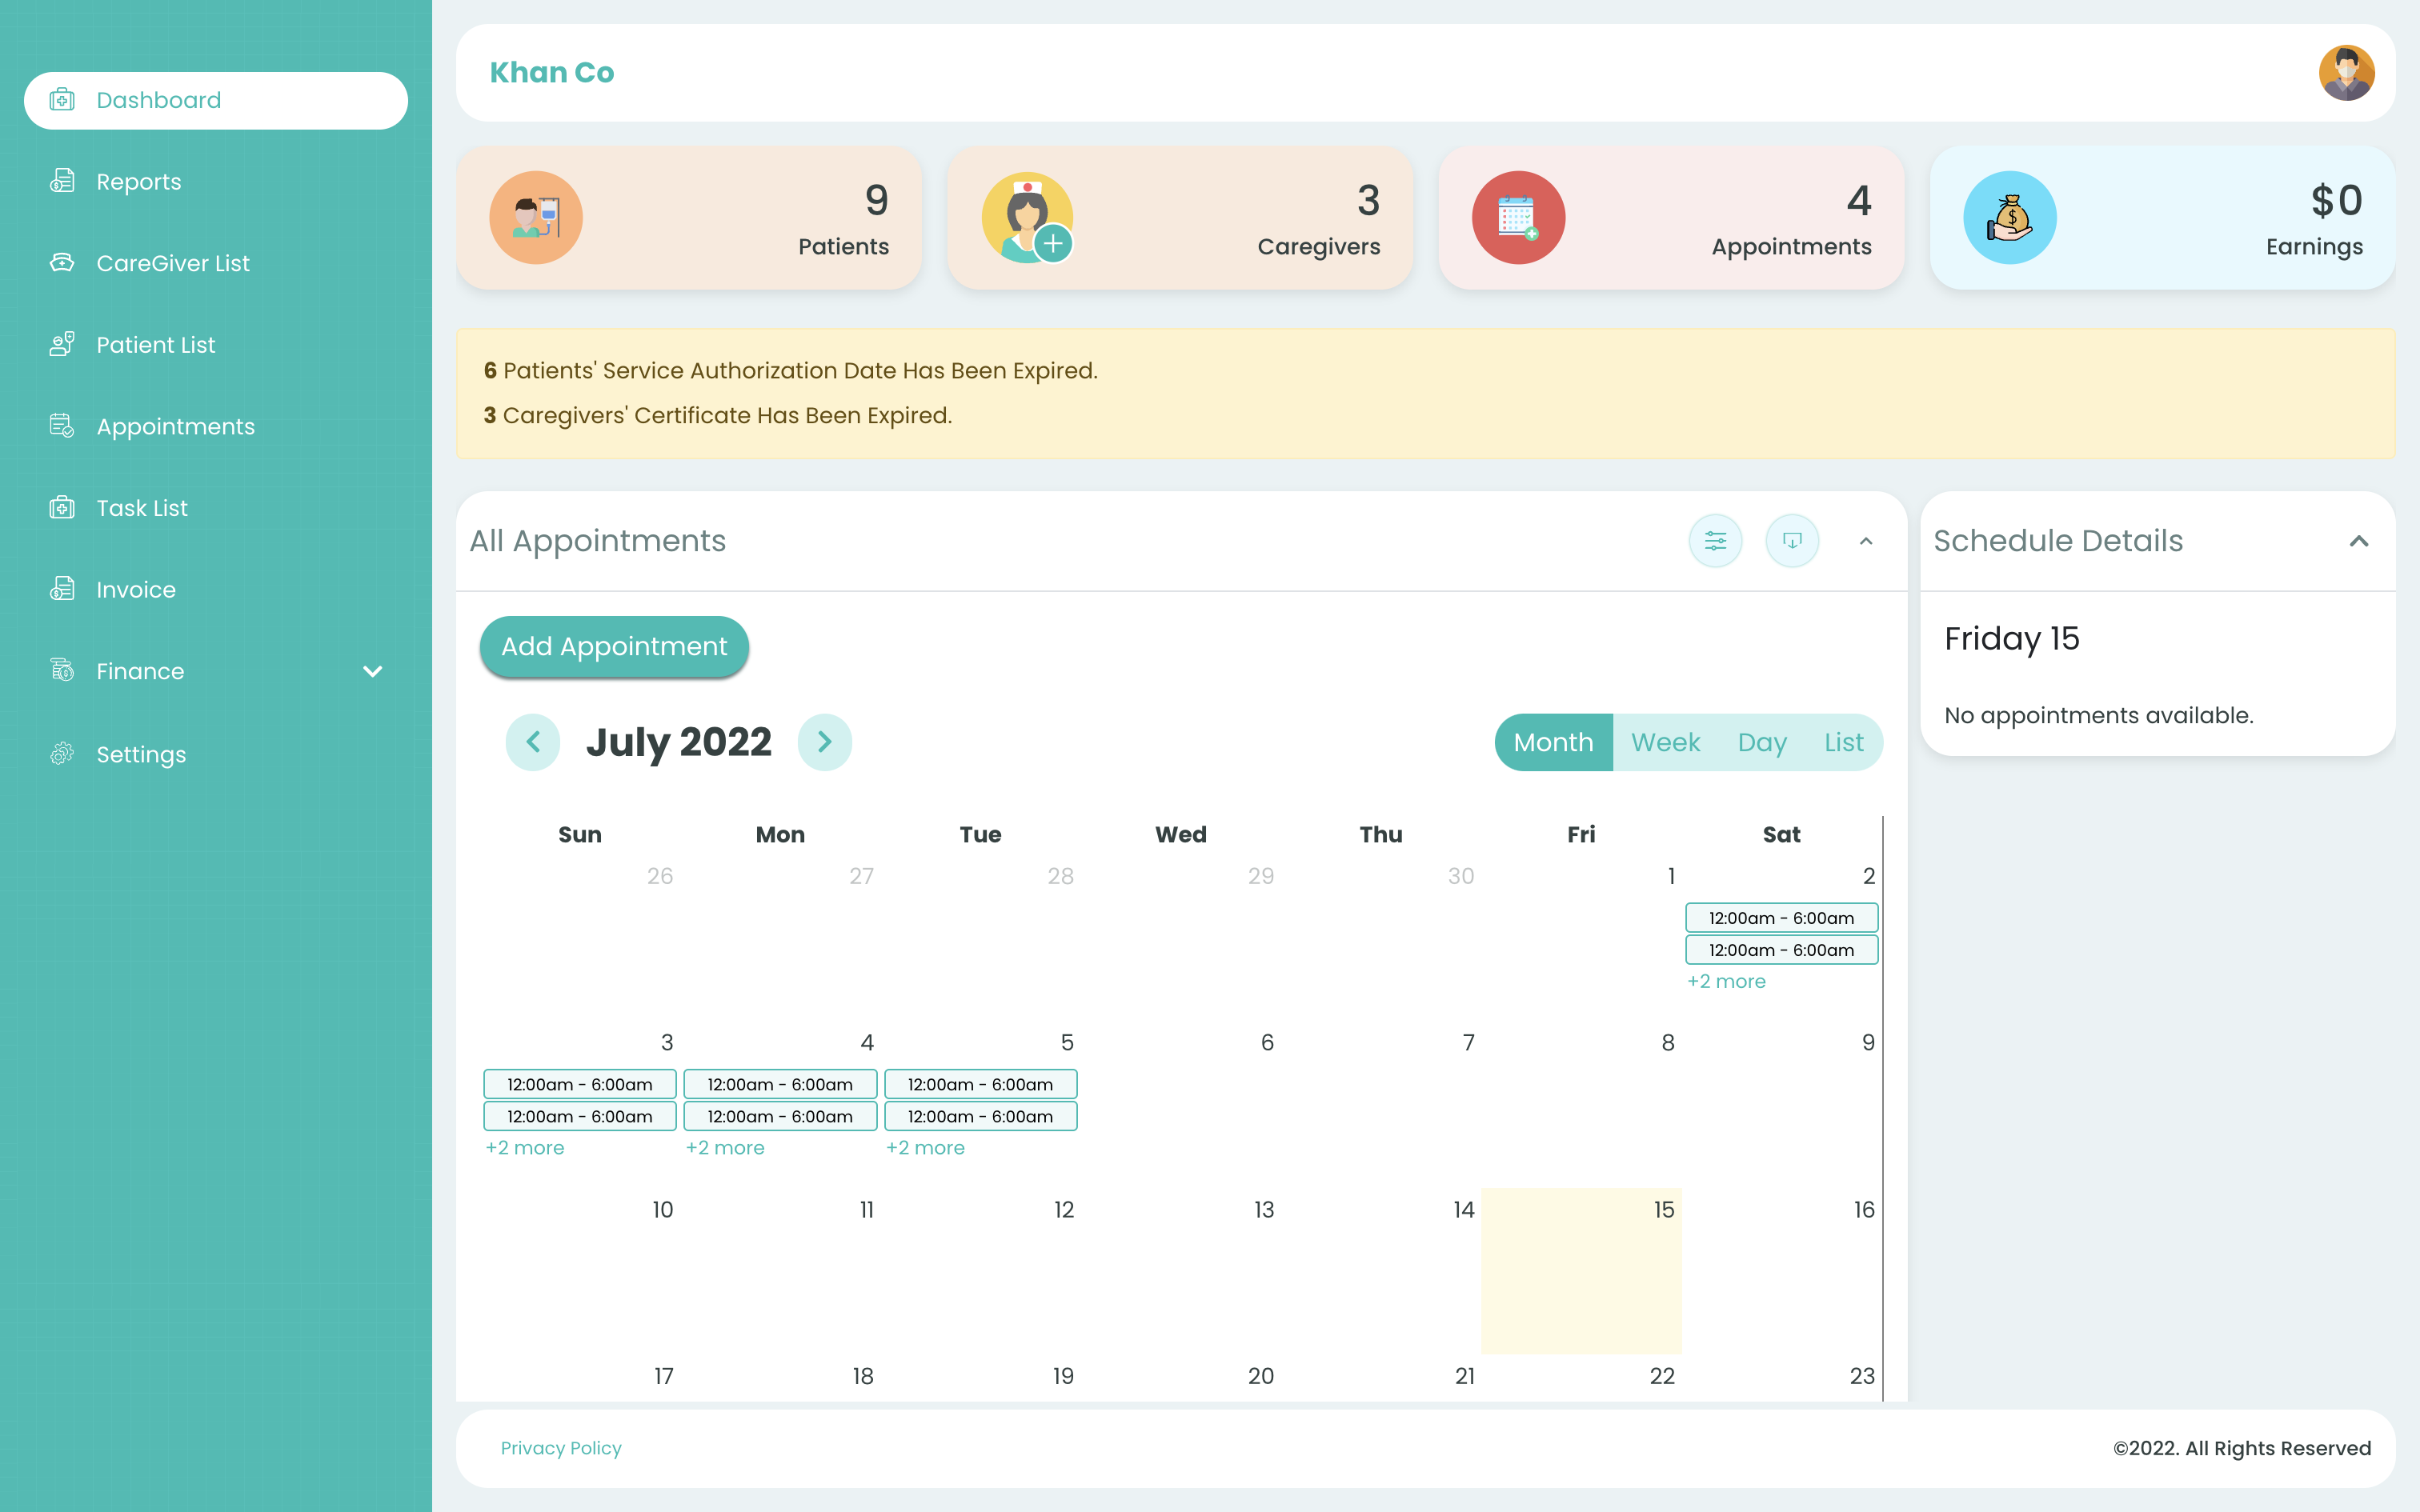 Dashboard
Reports
CareGiver List
Patient List
Appointments
Task List
Invoice
Finance
Settings
Khan Co
9
Patients
3
Caregivers
4
Appointments
$0
Earnings
6 Patients' Service Authorization Date Has Been Expired.
3 Caregivers' Certificate Has Been Expired.
All Appointments
Add Appointment
July 2022
Month Week Day List
Sun Mon Tue Wed Thu Fri Sat
26 27 28 29 30 1 2
12:00am - 6:00am
12:00am - 6:00am
+2 more
3 4 5 6 7 8 9
12:00am - 6:00am 12:00am - 6:00am 12:00am - 6:00am
12:00am - 6:00am 12:00am - 6:00am 12:00am - 6:00am
+2 more +2 more +2 more
10 11 12 13 14 15 16
17 18 19 20 21 22 23
Schedule Details
Friday 15
No appointments available.
Privacy Policy
©2022. All Rights Reserved